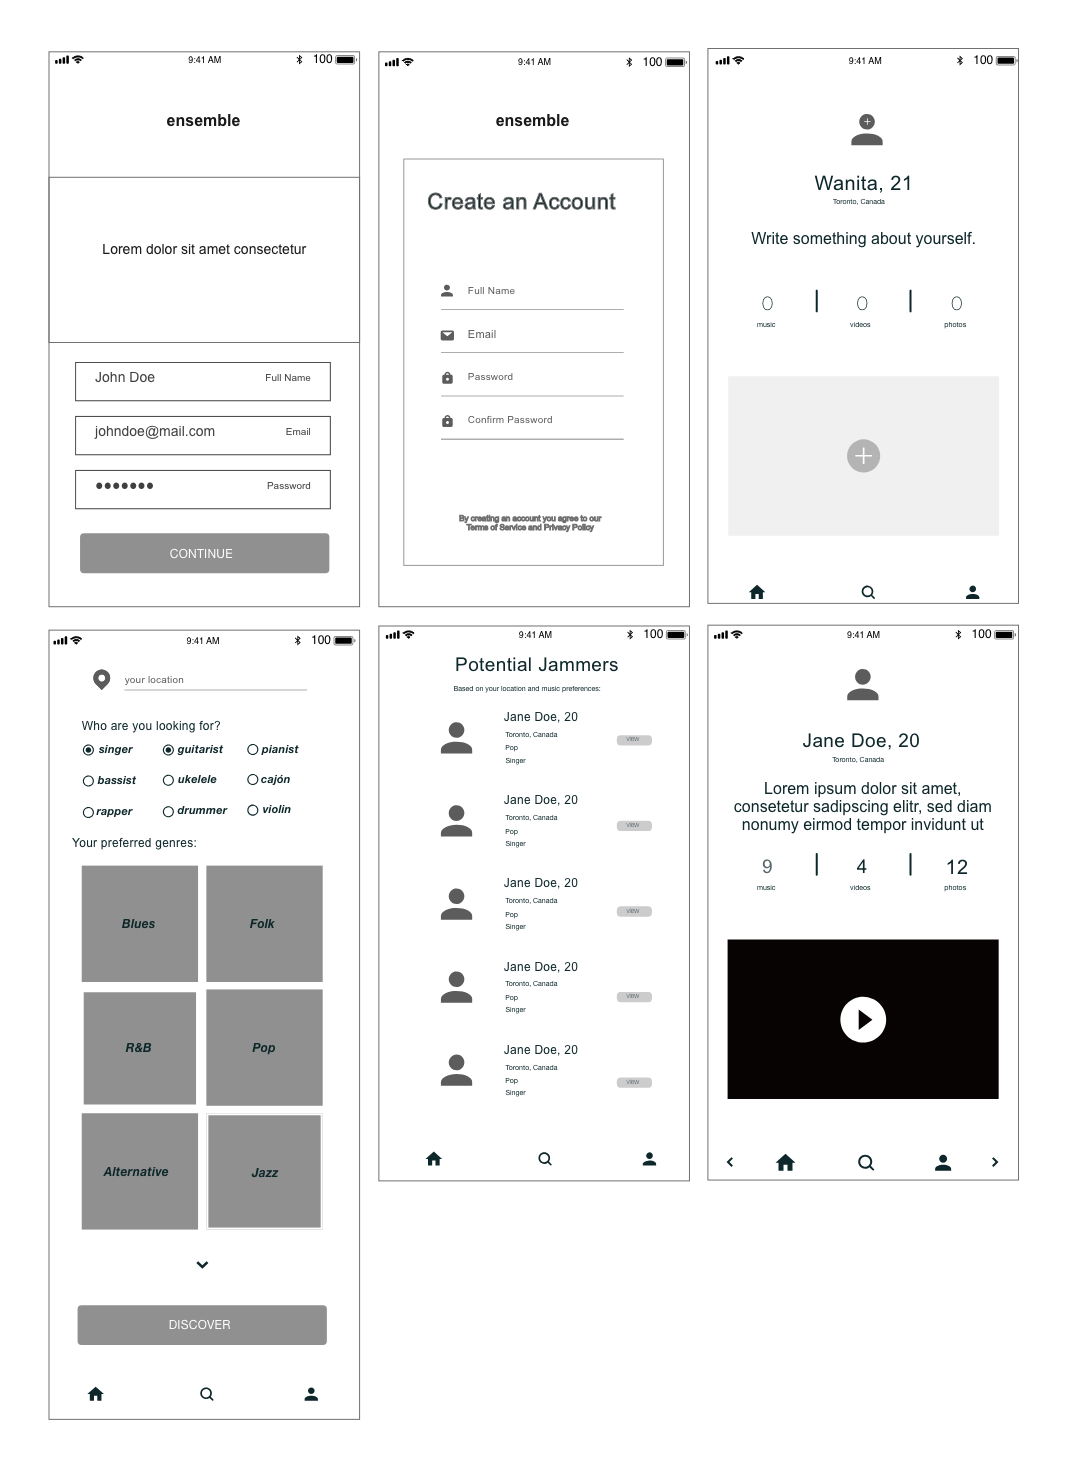 9:41 AM
100
ensemble
Lorem dolor sit amet consectetur
John Doe Full Name
johndoe@mail.com Email
●●●●●●● Password
CONTINUE
9:41 AM
100
ensemble
Create an Account
Full Name
Email
Password
Confirm Password
By creating an account you agree to our
Terms of Service and Privacy Policy
9:41 AM
100
Wanita, 21
Toronto, Canada
Write something about yourself.
0 | 0 | 0
music videos photos
9:41 AM
100
your location
Who are you looking for?
singer guitarist pianist
bassist ukelele cajón
rapper drummer violin
Your preferred genres:
Blues Folk
R&B Pop
Alternative Jazz
DISCOVER
9:41 AM
100
Potential Jammers
Based on your location and music preferences:
Jane Doe, 20
Toronto, Canada
Pop
Singer
view
Jane Doe, 20
Toronto, Canada
Pop
Singer
view
Jane Doe, 20
Toronto, Canada
Pop
Singer
view
Jane Doe, 20
Toronto, Canada
Pop
Singer
view
Jane Doe, 20
Toronto, Canada
Pop
Singer
view
9:41 AM
100
Jane Doe, 20
Toronto, Canada
Lorem ipsum dolor sit amet,
consetetur sadipscing elitr, sed diam
nonumy eirmod tempor invidunt ut
9 | 4 | 12
music videos photos